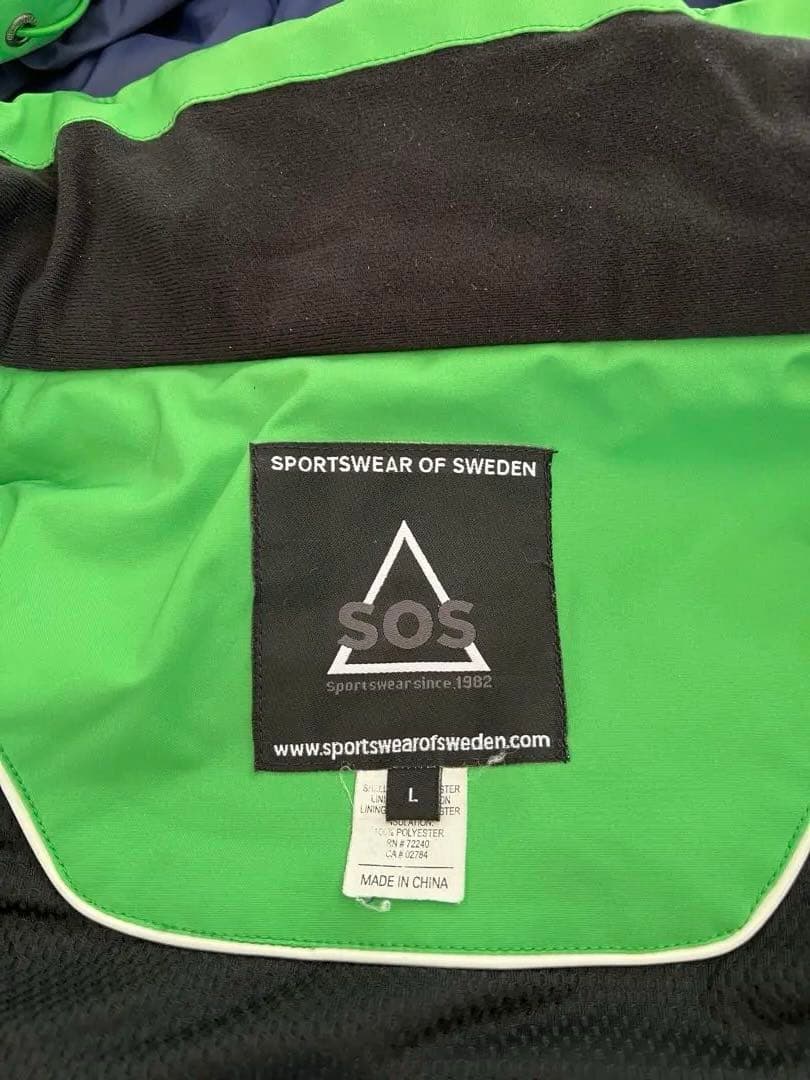 SPORTSWEAR OF SWEDEN
SOS
sportswear since.1982
www.sportswearofsweden.com
L
LINING
INSULATION:
100% POLYESTER
RN # 72240
CA # 02784
MADE IN CHINA